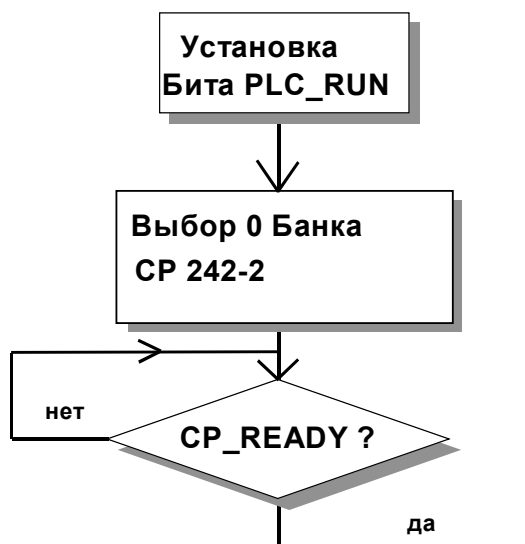 Установка
Бита PLC_RUN
Выбор 0 Банка
CP 242-2
нет
CP_READY ?
да